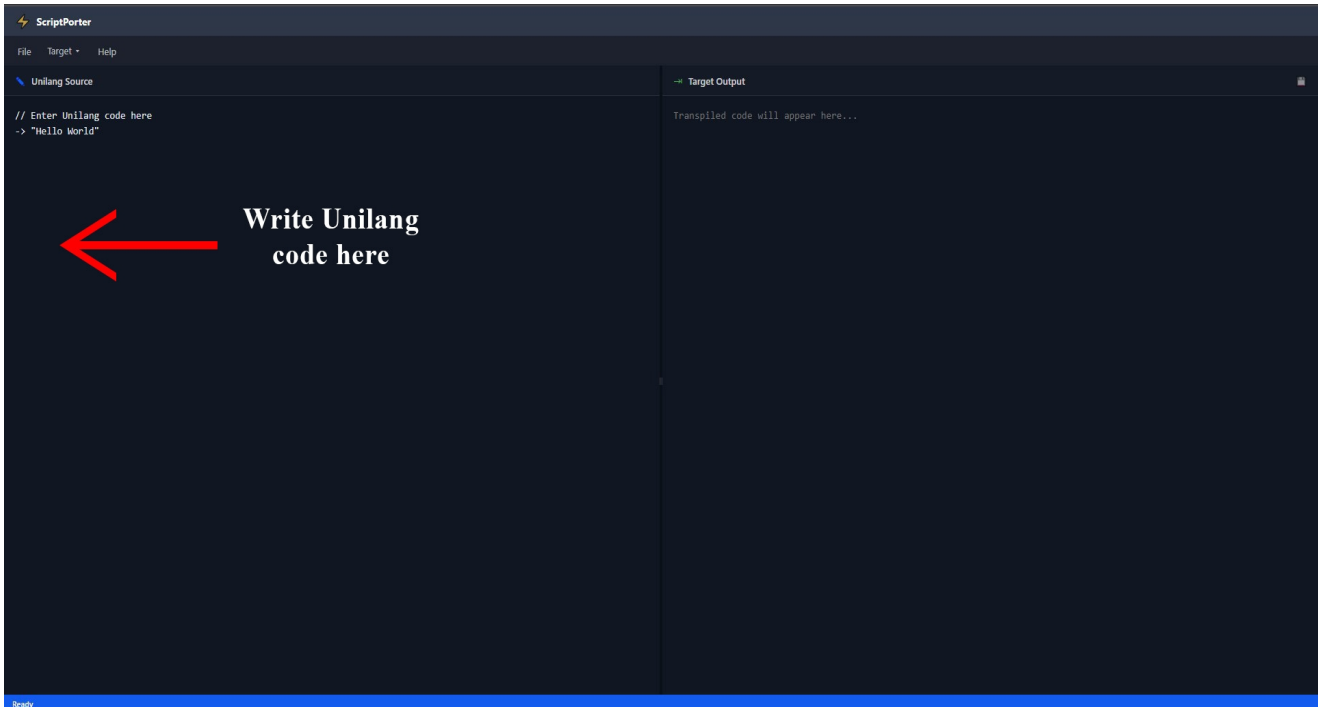 ScriptPorter
File Target Help
Unilang Source
Target Output
// Enter Unilang code here
-> "Hello World"
Transpiled code will appear here...
Write Unilang
code here
Ready